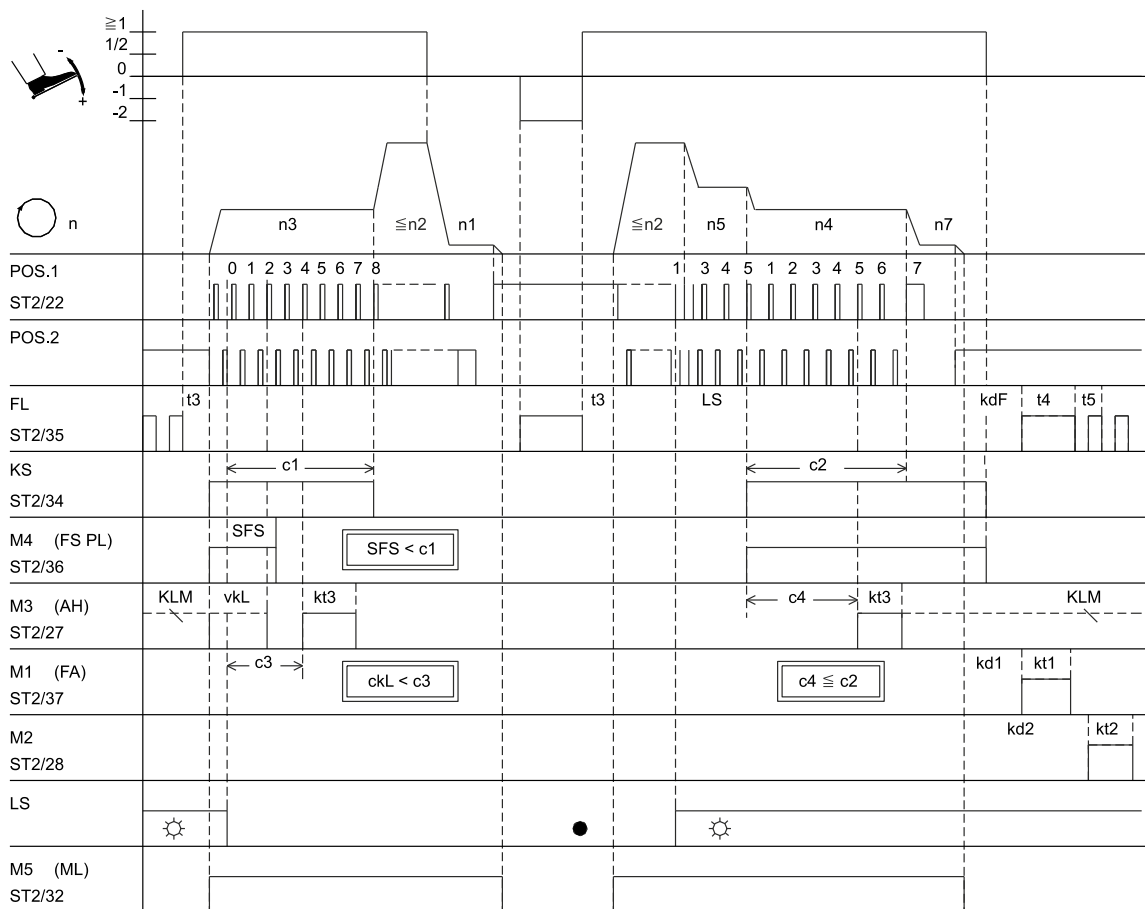 ≧1
1/2
0
-1
-2
-
+
n
n3 ≦n2 n1 ≦n2 n5 n4 n7
POS.1 0 1 2 3 4 5 6 7 8 1 3 4 5 1 2 3 4 5 6 7
ST2/22
POS.2
FL t3 t3 LS kdF t4 t5
ST2/35
KS c1 c2
ST2/34
M4 (FS PL) SFS SFS < c1
ST2/36
M3 (AH) KLM vkL kt3 c4 kt3 KLM
ST2/27
M1 (FA) c3 ckL < c3 c4 ≦ c2 kd1 kt1
ST2/37
M2 kd2 kt2
ST2/28
LS
M5 (ML)
ST2/32